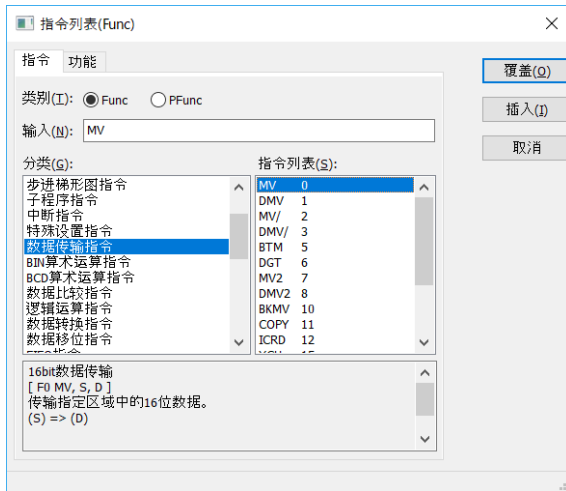 指令列表(Func)
指令 功能
类别(T): Func PFunc
输入(N): MV
分类(G):
步进梯形图指令
子程序指令
中断指令
特殊设置指令
数据传输指令
BIN算术运算指令
BCD算术运算指令
数据比较指令
逻辑运算指令
数据转换指令
数据移位指令
指令列表(S):
MV 0
DMV 1
MV/ 2
DMV/ 3
BTM 5
DGT 6
MV2 7
DMV2 8
BKMV 10
COPY 11
ICRD 12
16bit数据传输
[ F0 MV, S, D ]
传输指定区域中的16位数据。
(S) => (D)
覆盖(O)
插入(I)
取消